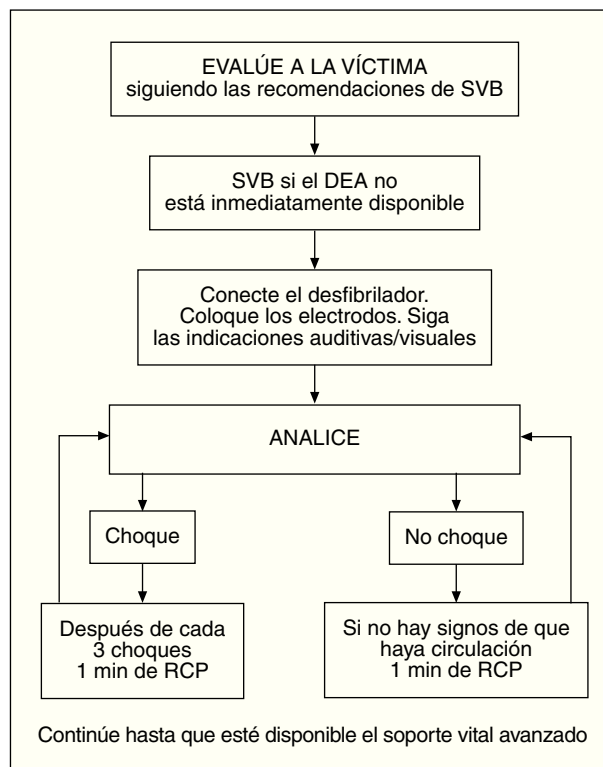 EVALÚE A LA VÍCTIMA
siguiendo las recomendaciones de SVB
SVB si el DEA no
está inmediatamente disponible
Conecte el desfibrilador.
Coloque los electrodos. Siga
las indicaciones auditivas/visuales
ANALICE
Choque
No choque
Después de cada
3 choques
1 min de RCP
Si no hay signos de que
haya circulación
1 min de RCP
Continúe hasta que esté disponible el soporte vital avanzado